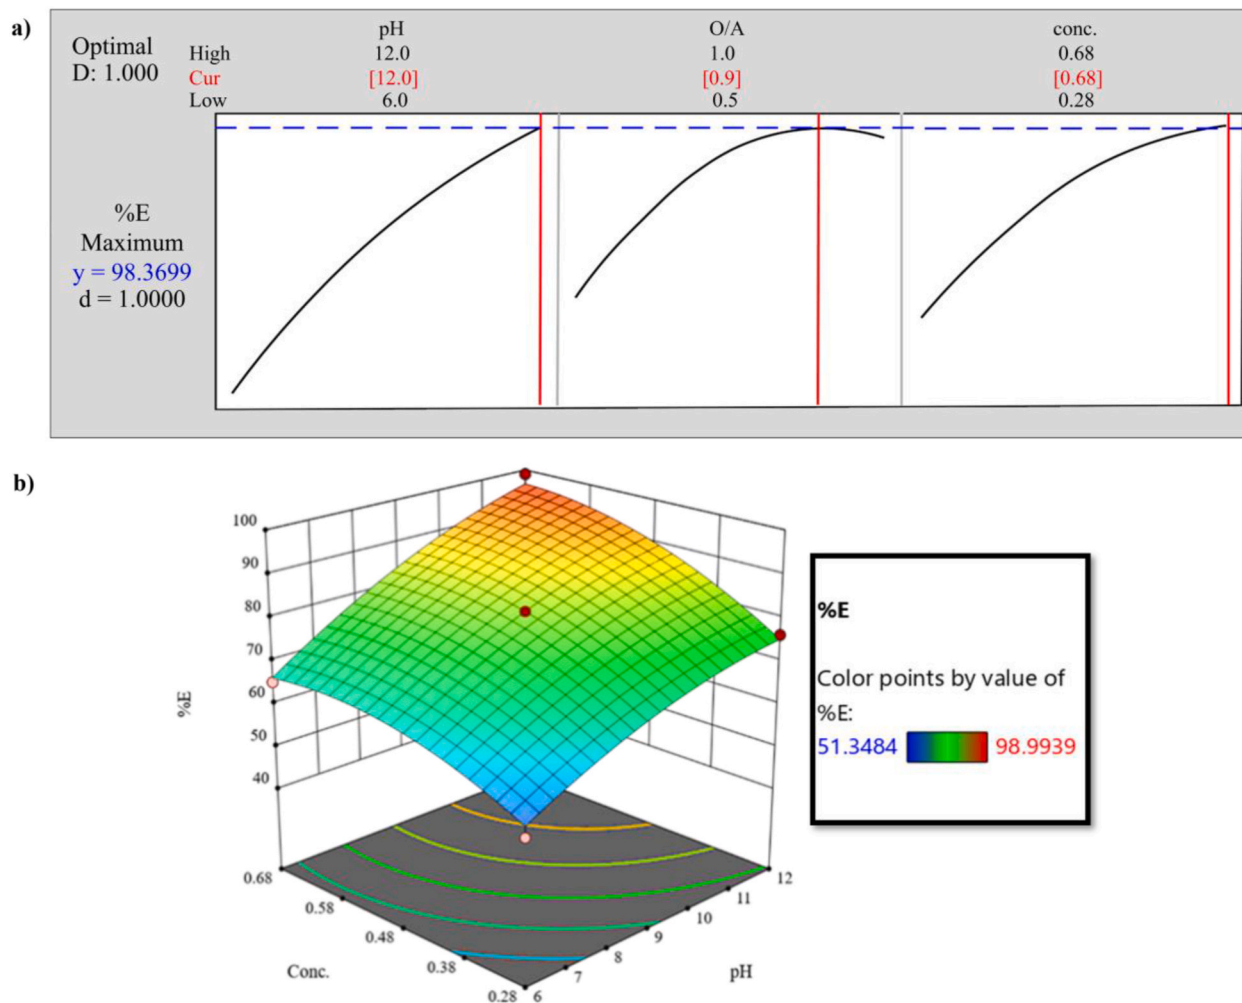 a)
Optimal
D: 1.000
pH
O/A
conc.
High
12.0
1.0
0.68
Cur
[12.0]
[0.9]
[0.68]
Low
6.0
0.5
0.28
%E
Maximum
y = 98.3699
d = 1.0000
b)
100
90
80
70
60
50
40
%E
0.68
0.58
0.48
0.38
0.28
Conc.
6
7
8
9
10
11
12
pH
%E
Color points by value of
%E:
51.3484
98.9939